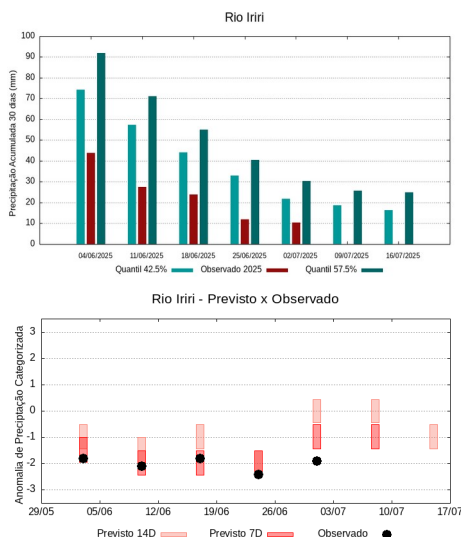 Rio Iriri
Precipitação Acumulada 30 dias (mm)
100
90
80
70
60
50
40
30
20
10
0
04/06/2025 11/06/2025 18/06/2025 25/06/2025 02/07/2025 09/07/2025 16/07/2025
Quantil 42.5% Observado 2025 Quantil 57.5%
Rio Iriri - Previsto x Observado
Anomalia de Precipitação Categorizada
3
2
1
0
-1
-2
-3
29/05 05/06 12/06 19/06 26/06 03/07 10/07 17/07
Previsto 14D Previsto 7D Observado